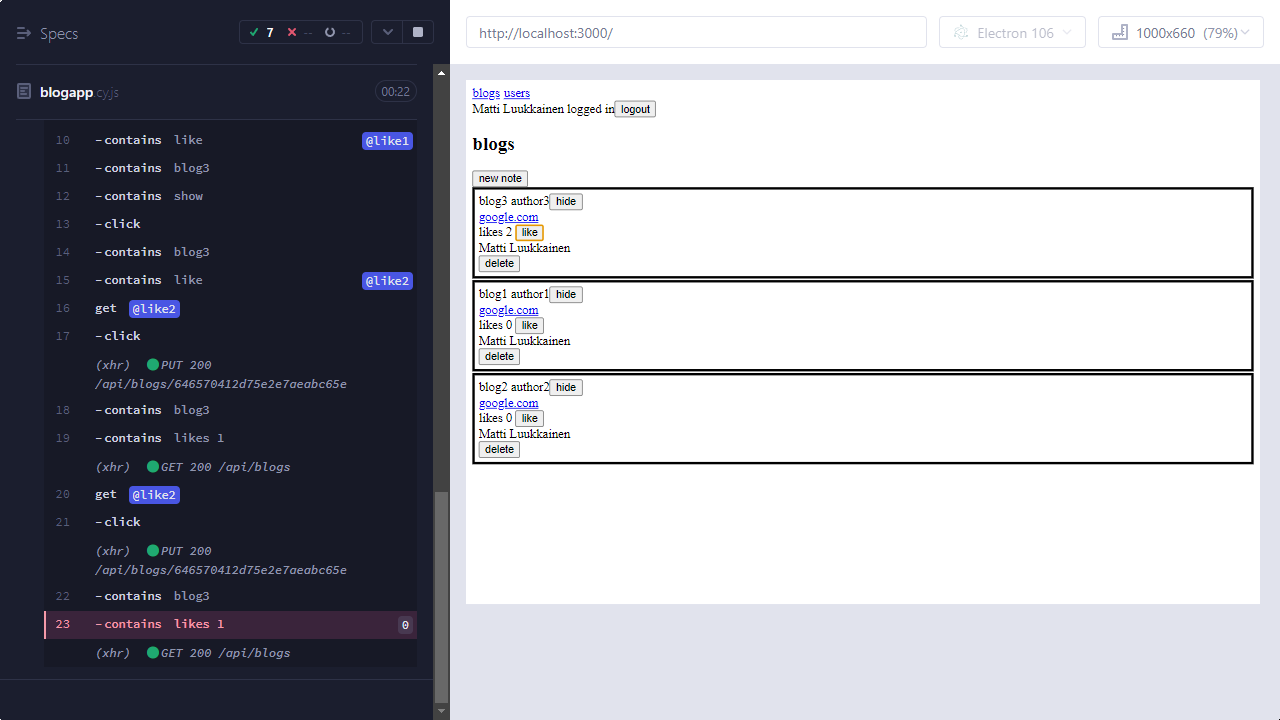 Specs
7 -- --
blogapp.cy.js 00:22
10 -contains like @like1
11 -contains blog3
12 -contains show
13 -click
14 -contains blog3
15 -contains like @like2
16 get @like2
17 -click
(xhr) PUT 200
/api/blogs/646570412d75e2e7aeabc65e
18 -contains blog3
19 -contains likes 1
(xhr) GET 200 /api/blogs
20 get @like2
21 -click
(xhr) PUT 200
/api/blogs/646570412d75e2e7aeabc65e
22 -contains blog3
23 -contains likes 1 0
(xhr) GET 200 /api/blogs
http://localhost:3000/ Electron 106 1000x660 (79%)
blogs users
Matti Luukkainen logged in logout
blogs
new note
blog3 author3 hide
google.com
likes 2 like
Matti Luukkainen
delete
blog1 author1 hide
google.com
likes 0 like
Matti Luukkainen
delete
blog2 author2 hide
google.com
likes 0 like
Matti Luukkainen
delete